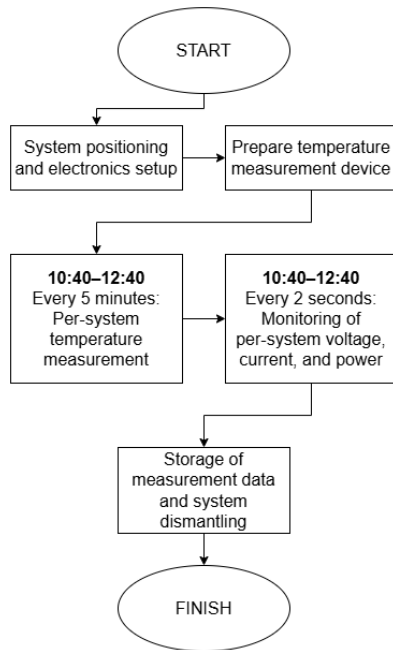 START
System positioning
and electronics setup
Prepare temperature
measurement device
10:40–12:40
Every 5 minutes:
Per-system
temperature
measurement
10:40–12:40
Every 2 seconds:
Monitoring of
per-system voltage,
current, and power
Storage of
measurement data
and system
dismantling
FINISH